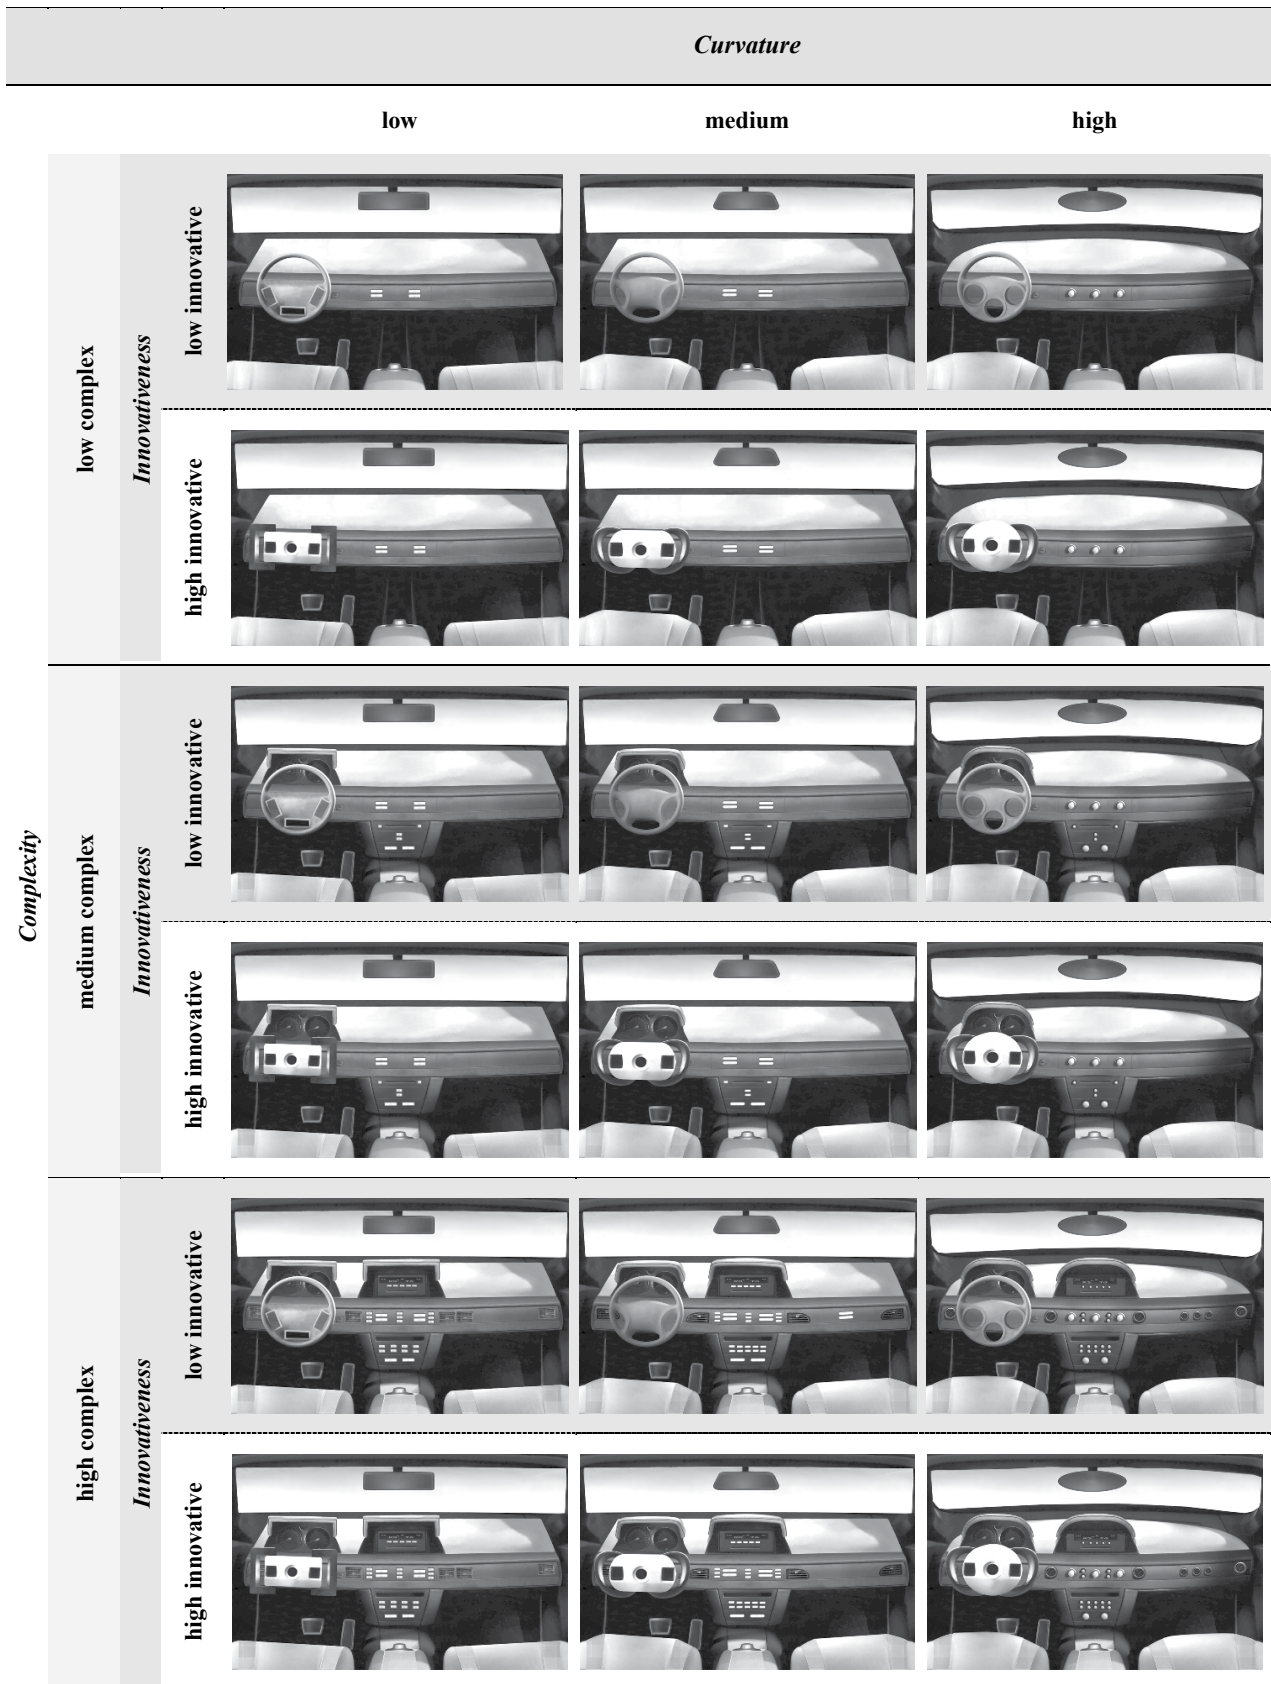 Curvature
low medium high
Complexity
low complex
Innovativeness
low innovative
high innovative
medium complex
Innovativeness
low innovative
high innovative
high complex
Innovativeness
low innovative
high innovative